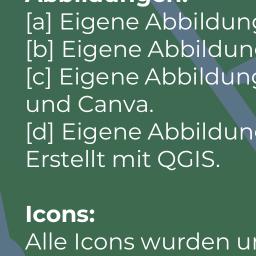 Abbildungen:
[a] Eigene Abbildung
[b] Eigene Abbildung
[c] Eigene Abbildung
und Canva.
[d] Eigene Abbildung
Erstellt mit QGIS.
Icons:
Alle Icons wurden